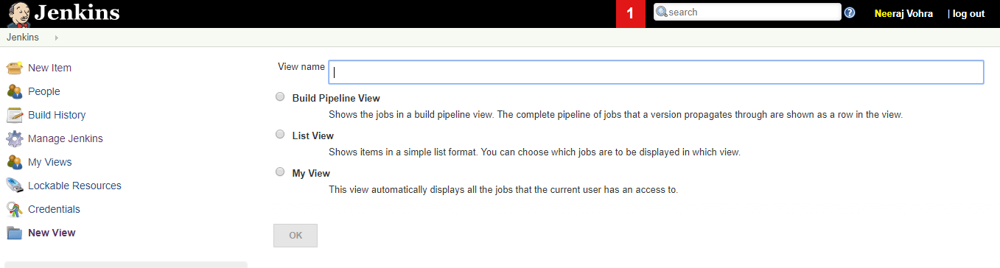 Jenkins
1
search
Neeraj Vohra | log out
Jenkins
New Item
People
Build History
Manage Jenkins
My Views
Lockable Resources
Credentials
New View
View name
Build Pipeline View
Shows the jobs in a build pipeline view. The complete pipeline of jobs that a version propagates through are shown as a row in the view.
List View
Shows items in a simple list format. You can choose which jobs are to be displayed in which view.
My View
This view automatically displays all the jobs that the current user has an access to.
OK